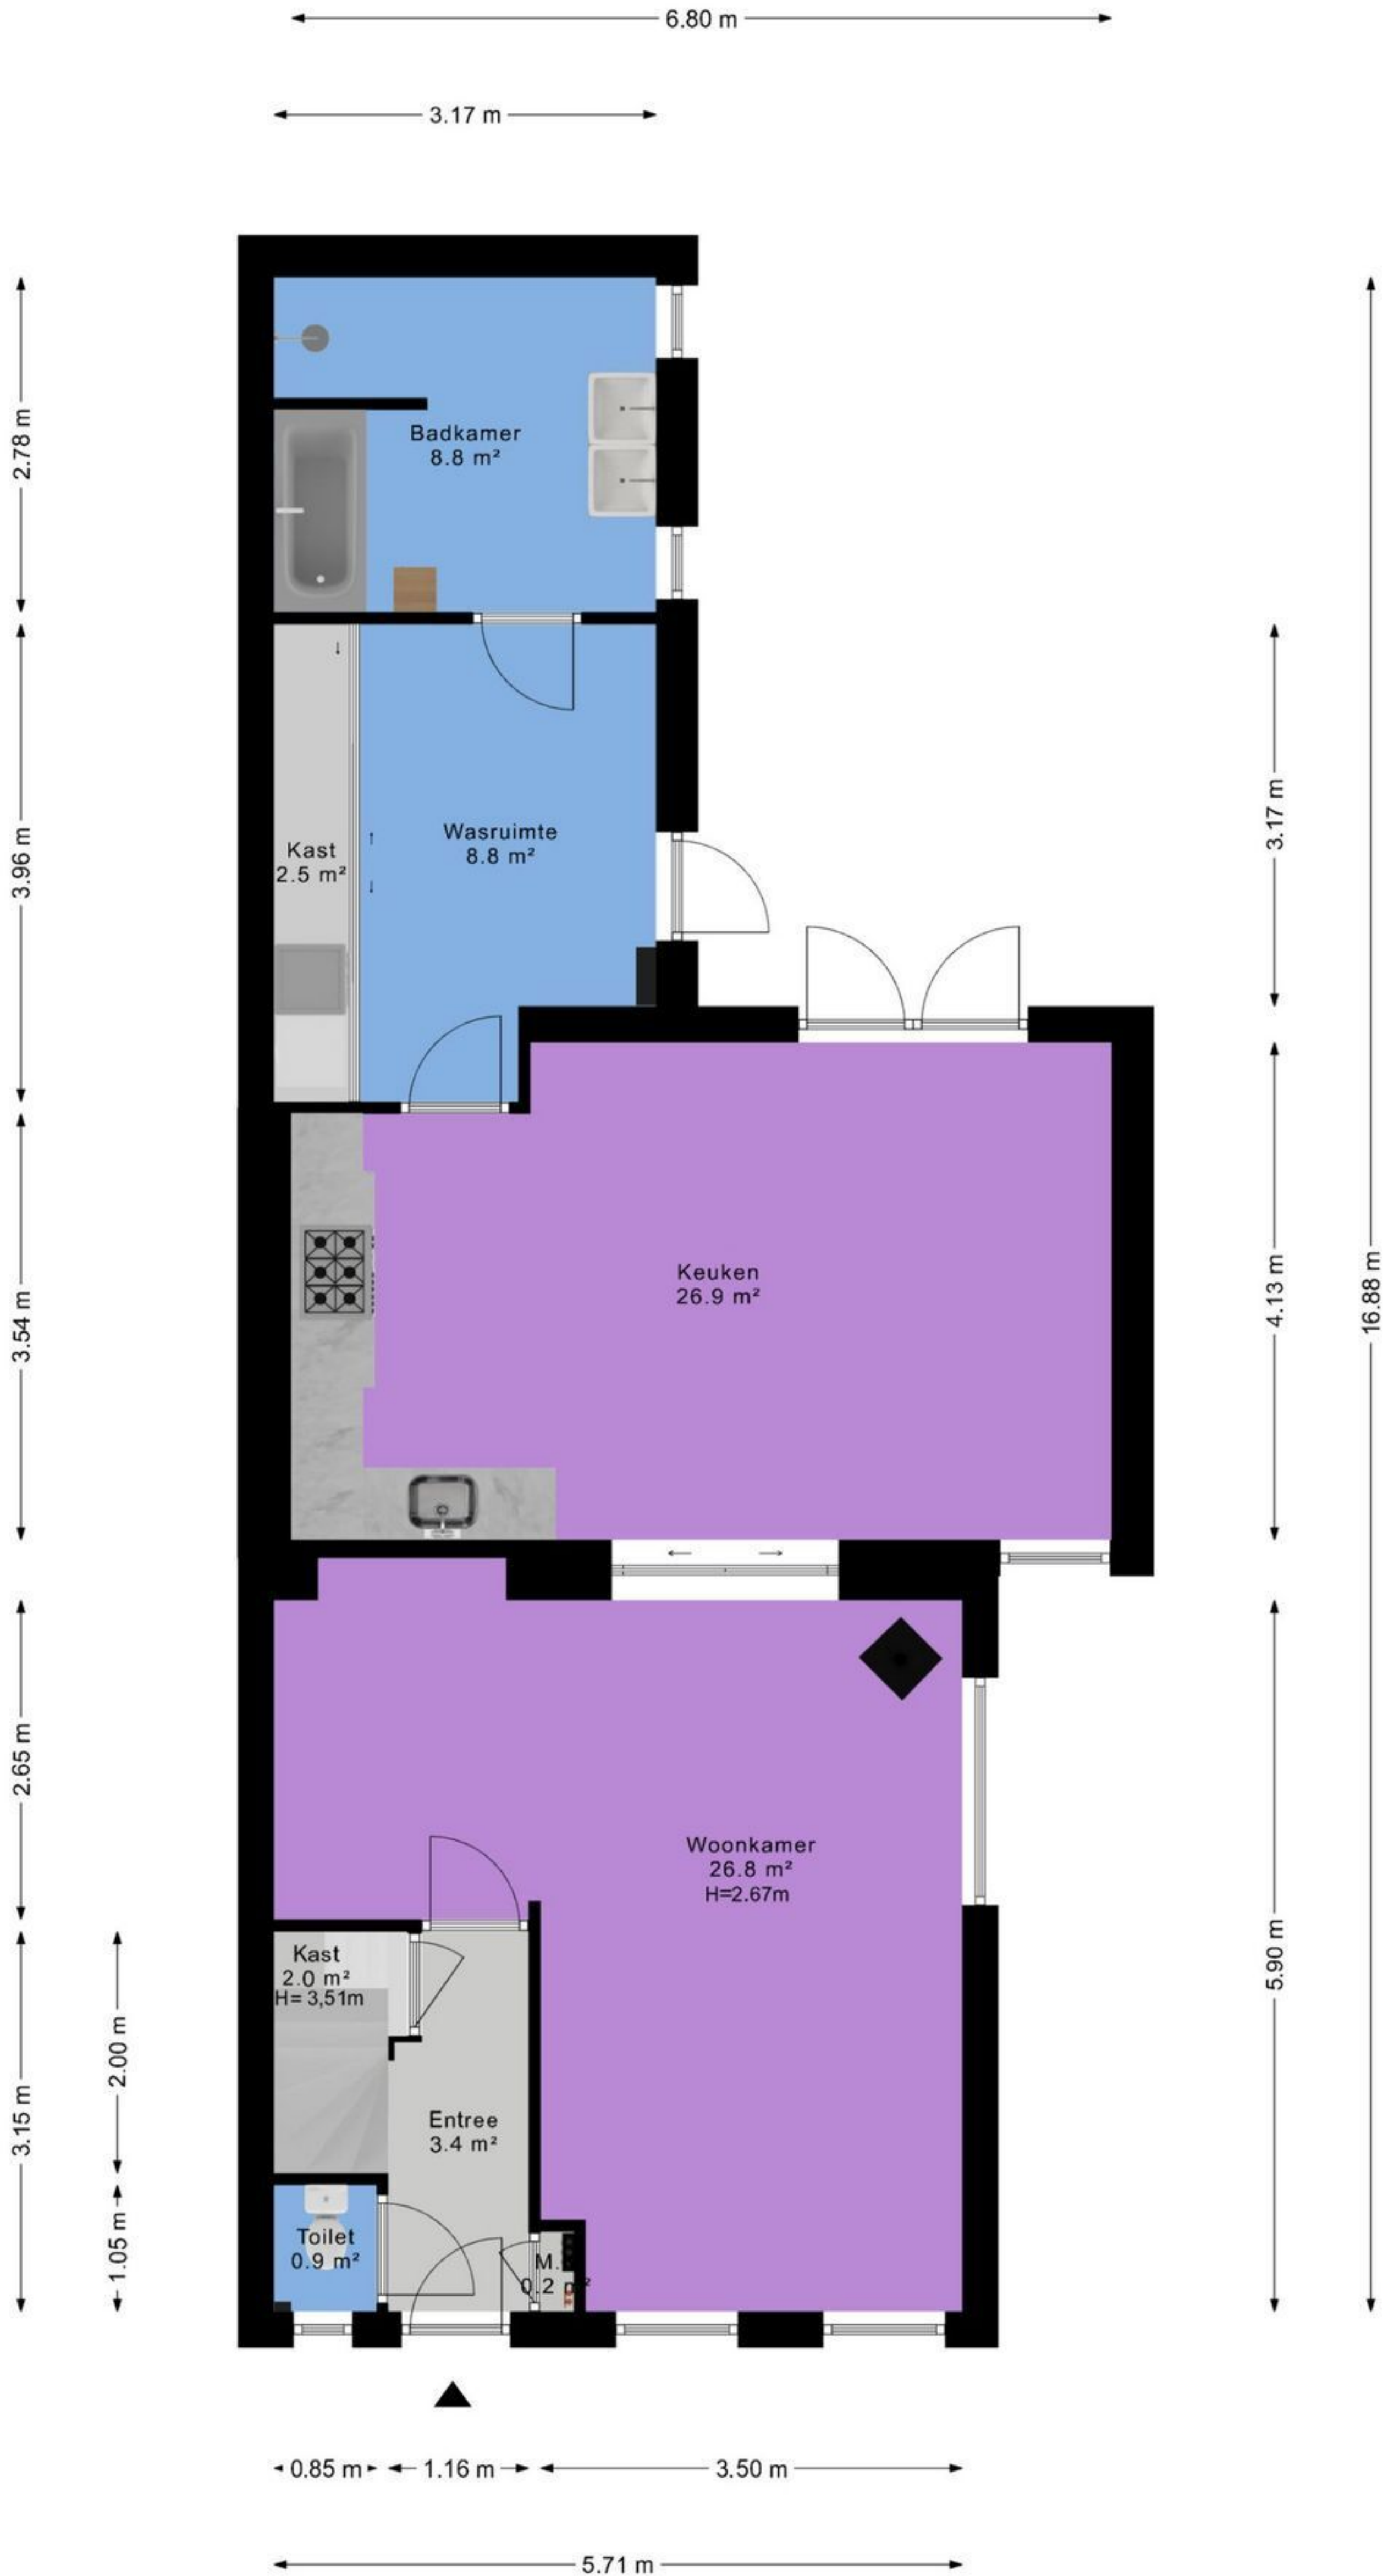 6.80 m
3.17 m
2.78 m
Badkamer
8.8 m²
3.96 m
Kast
2.5 m²
Wasruimte
8.8 m²
3.17 m
3.54 m
Keuken
26.9 m²
4.13 m
16.88 m
2.65 m
Woonkamer
26.8 m²
H=2.67m
5.90 m
Kast
2.0 m²
H= 3,51m
2.00 m
3.15 m
Entree
3.4 m²
1.05 m
Toilet
0.9 m²
M.
0.2 m²
0.85 m
1.16 m
3.50 m
5.71 m